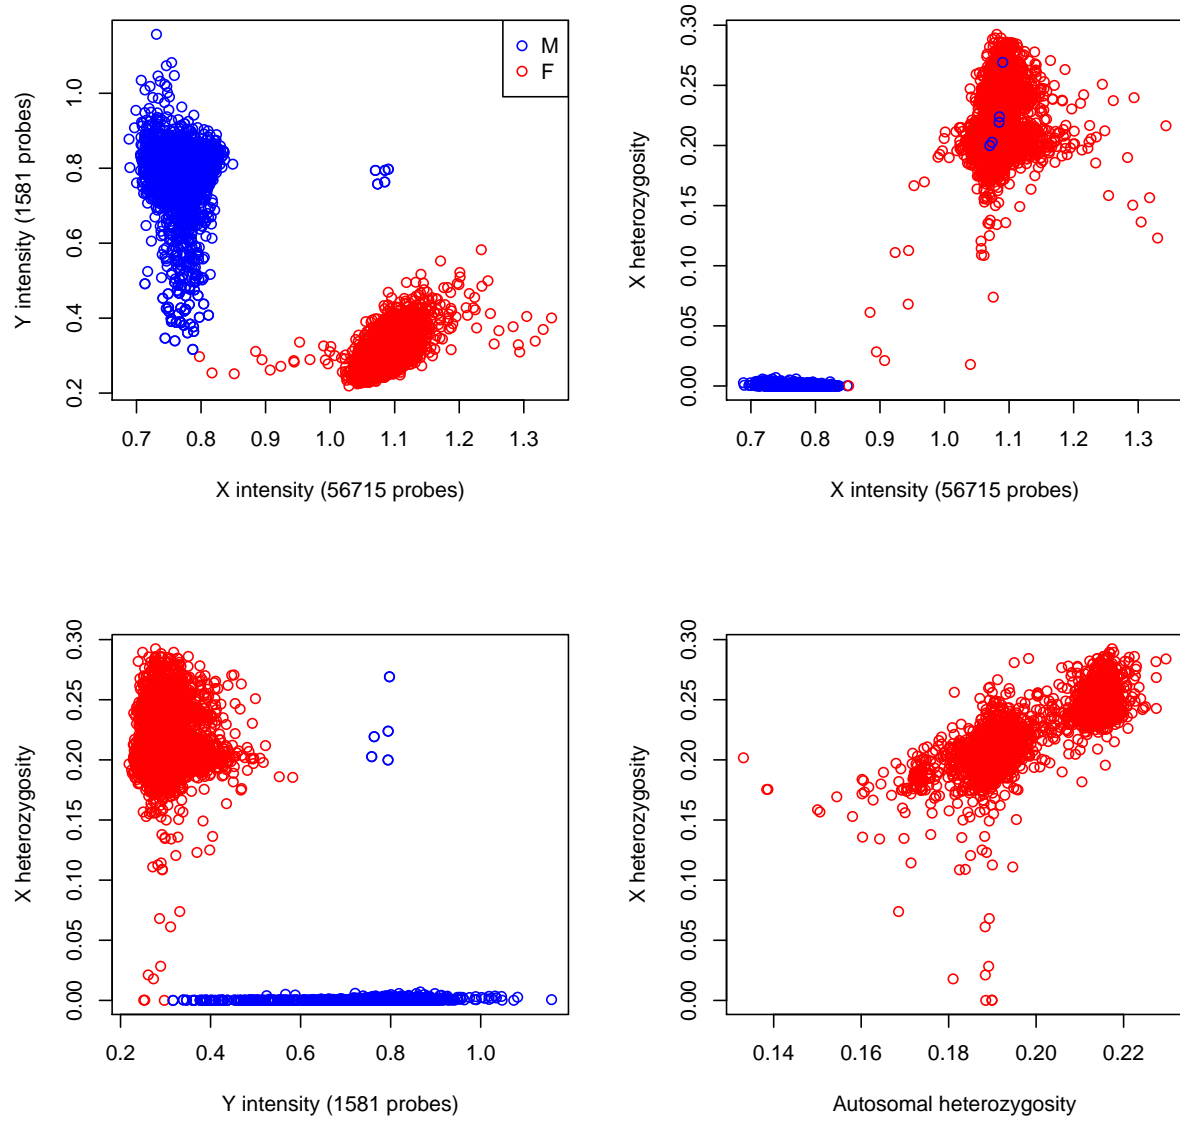 M
F
Y intensity (1581 probes)
0.2 0.4 0.6 0.8 1.0
0.7 0.8 0.9 1.0 1.1 1.2 1.3
X intensity (56715 probes)
X heterozygosity
0.00 0.05 0.10 0.15 0.20 0.25 0.30
0.7 0.8 0.9 1.0 1.1 1.2 1.3
X intensity (56715 probes)
X heterozygosity
0.00 0.05 0.10 0.15 0.20 0.25 0.30
0.2 0.4 0.6 0.8 1.0
Y intensity (1581 probes)
X heterozygosity
0.00 0.05 0.10 0.15 0.20 0.25 0.30
0.14 0.16 0.18 0.20 0.22
Autosomal heterozygosity